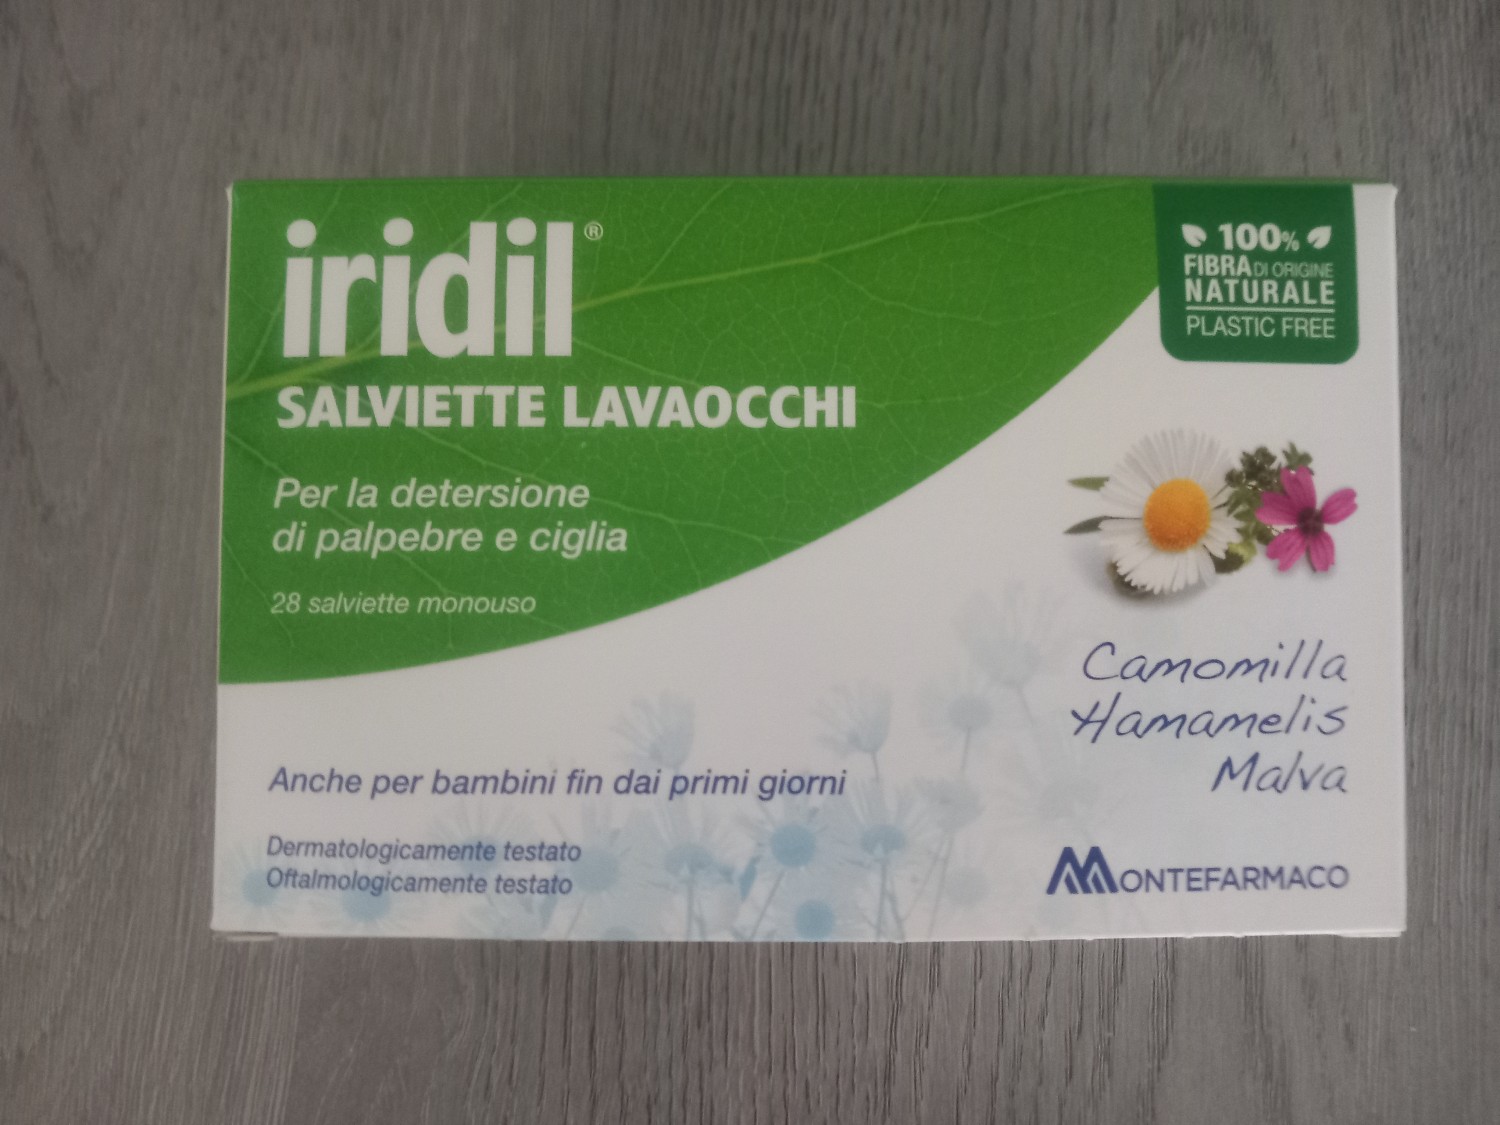 iridil®
SALVIETTE LAVAOCCHI
Per la detersione
di palpebre e ciglia
28 salviette monouso
100%
FIBRA DI ORIGINE
NATURALE
PLASTIC FREE
Camomilla
Hamamelis
Malva
Anche per bambini fin dai primi giorni
Dermatologicamente testato
Oftalmologicamente testato
MONTEFARMACO